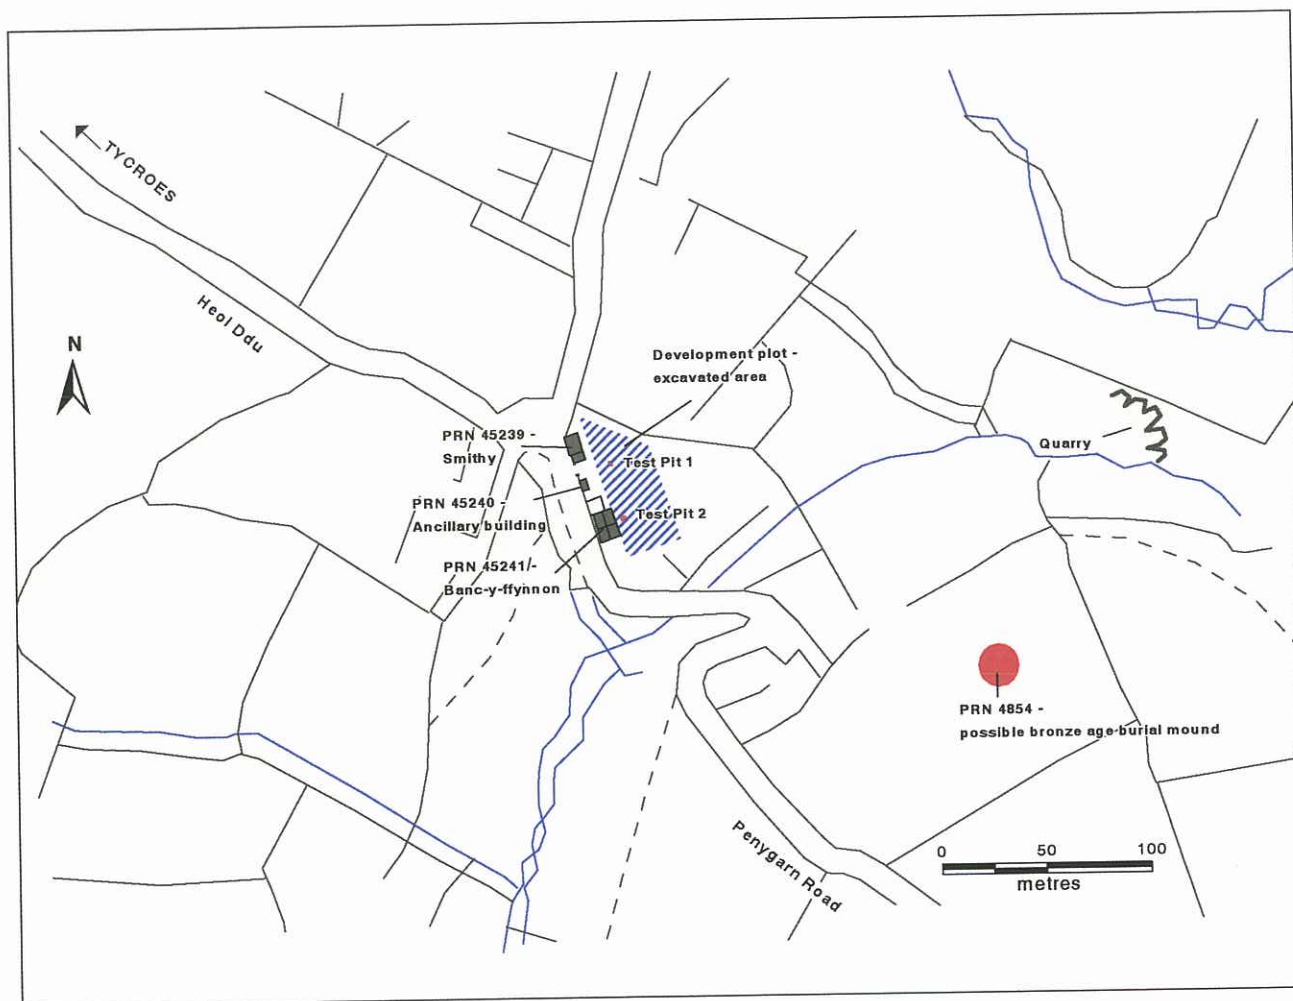 TYCROES
Heol Ddu
N
Development plot -
excavated area
PRN 45239 -
Smithy
Test Pit 1
Quarry
PRN 45240 -
Ancillary building
Test Pit 2
PRN 45241/-
Banc-y-ffynnon
PRN 4854 -
possible bronze age burial mound
Penygarn Road
0 50 100
metres